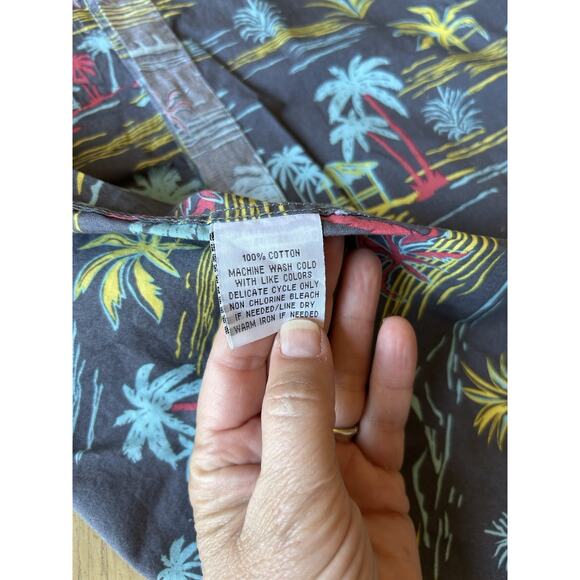 100% COTTON
MACHINE WASH COLD
WITH LIKE COLORS
DELICATE CYCLE ONLY
NON CHLORINE BLEACH
IF NEEDED/LINE DRY
WARM IRON IF NEEDED